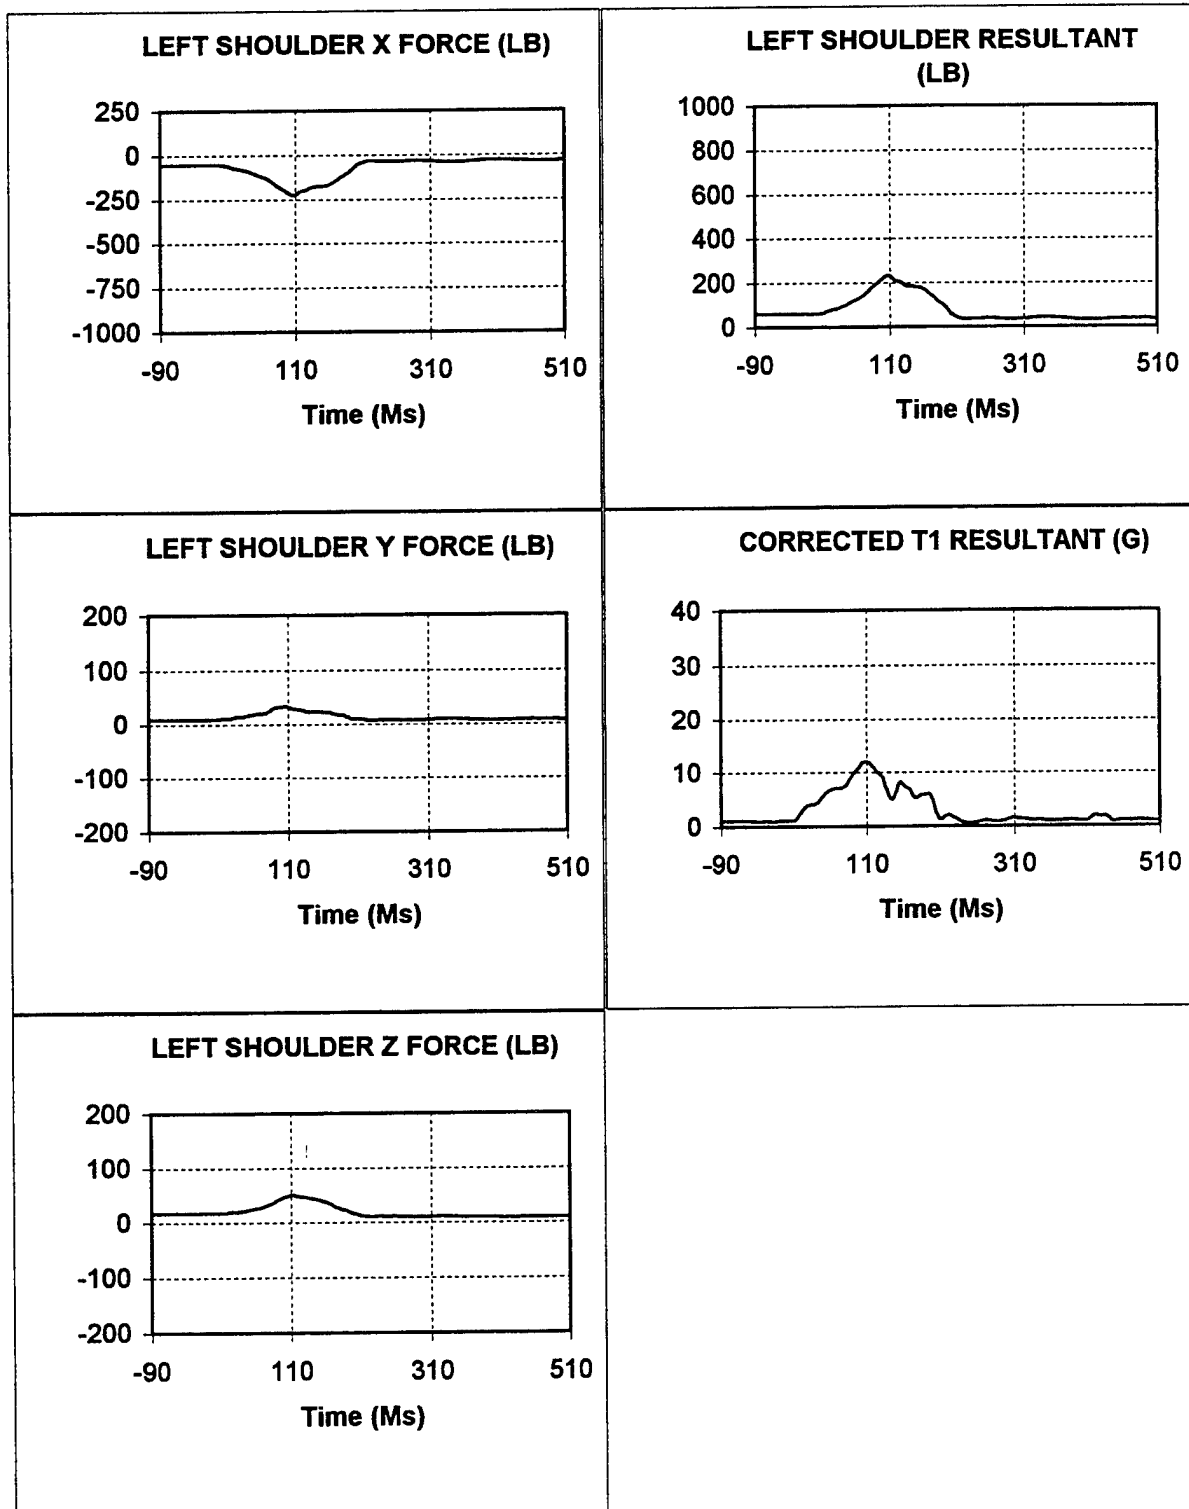 LEFT SHOULDER X FORCE (LB)
250
0
-250
-500
-750
-1000
-90 110 310 510
Time (Ms)
LEFT SHOULDER RESULTANT
(LB)
1000
800
600
400
200
0
-90 110 310 510
Time (Ms)
LEFT SHOULDER Y FORCE (LB)
200
100
0
-100
-200
-90 110 310 510
Time (Ms)
CORRECTED T1 RESULTANT (G)
40
30
20
10
0
-90 110 310 510
Time (Ms)
LEFT SHOULDER Z FORCE (LB)
200
100
0
-100
-200
-90 110 310 510
Time (Ms)